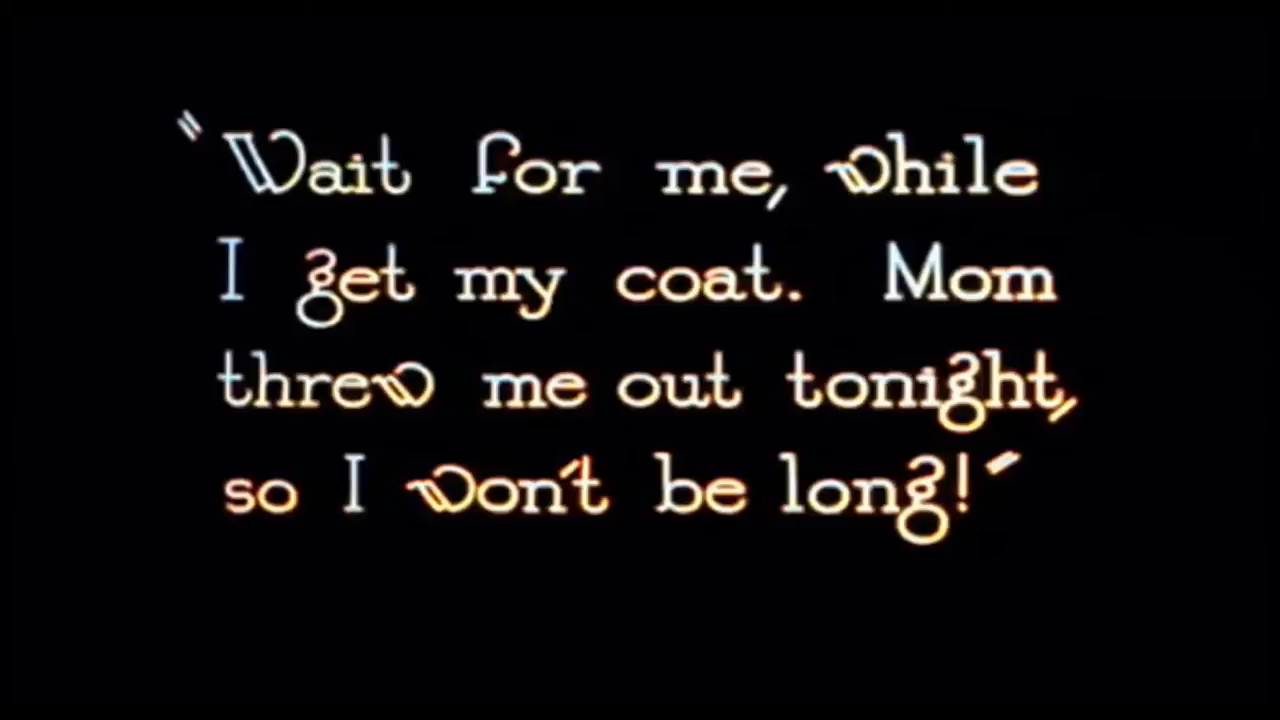 "Wait for me, while
I get my coat. Mom
threw me out tonight,
so I won't be long!"